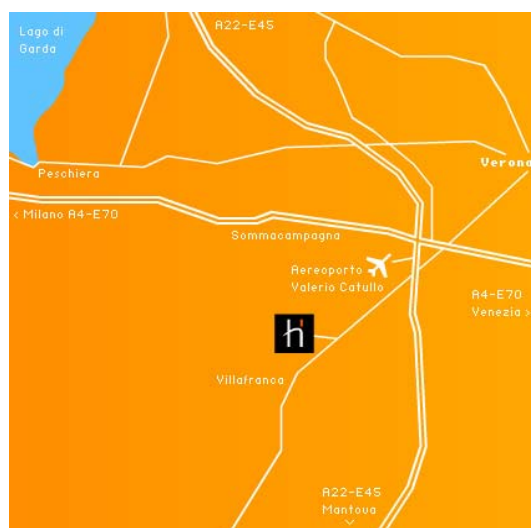 Lago di
Garda
A22-E45
Verona
Peschiera
< Milano A4-E70
Sommacampagna
Aereoporto
Valerio Catullo
A4-E70
Venezia >
hi
Villafranca
A22-E45
Mantova